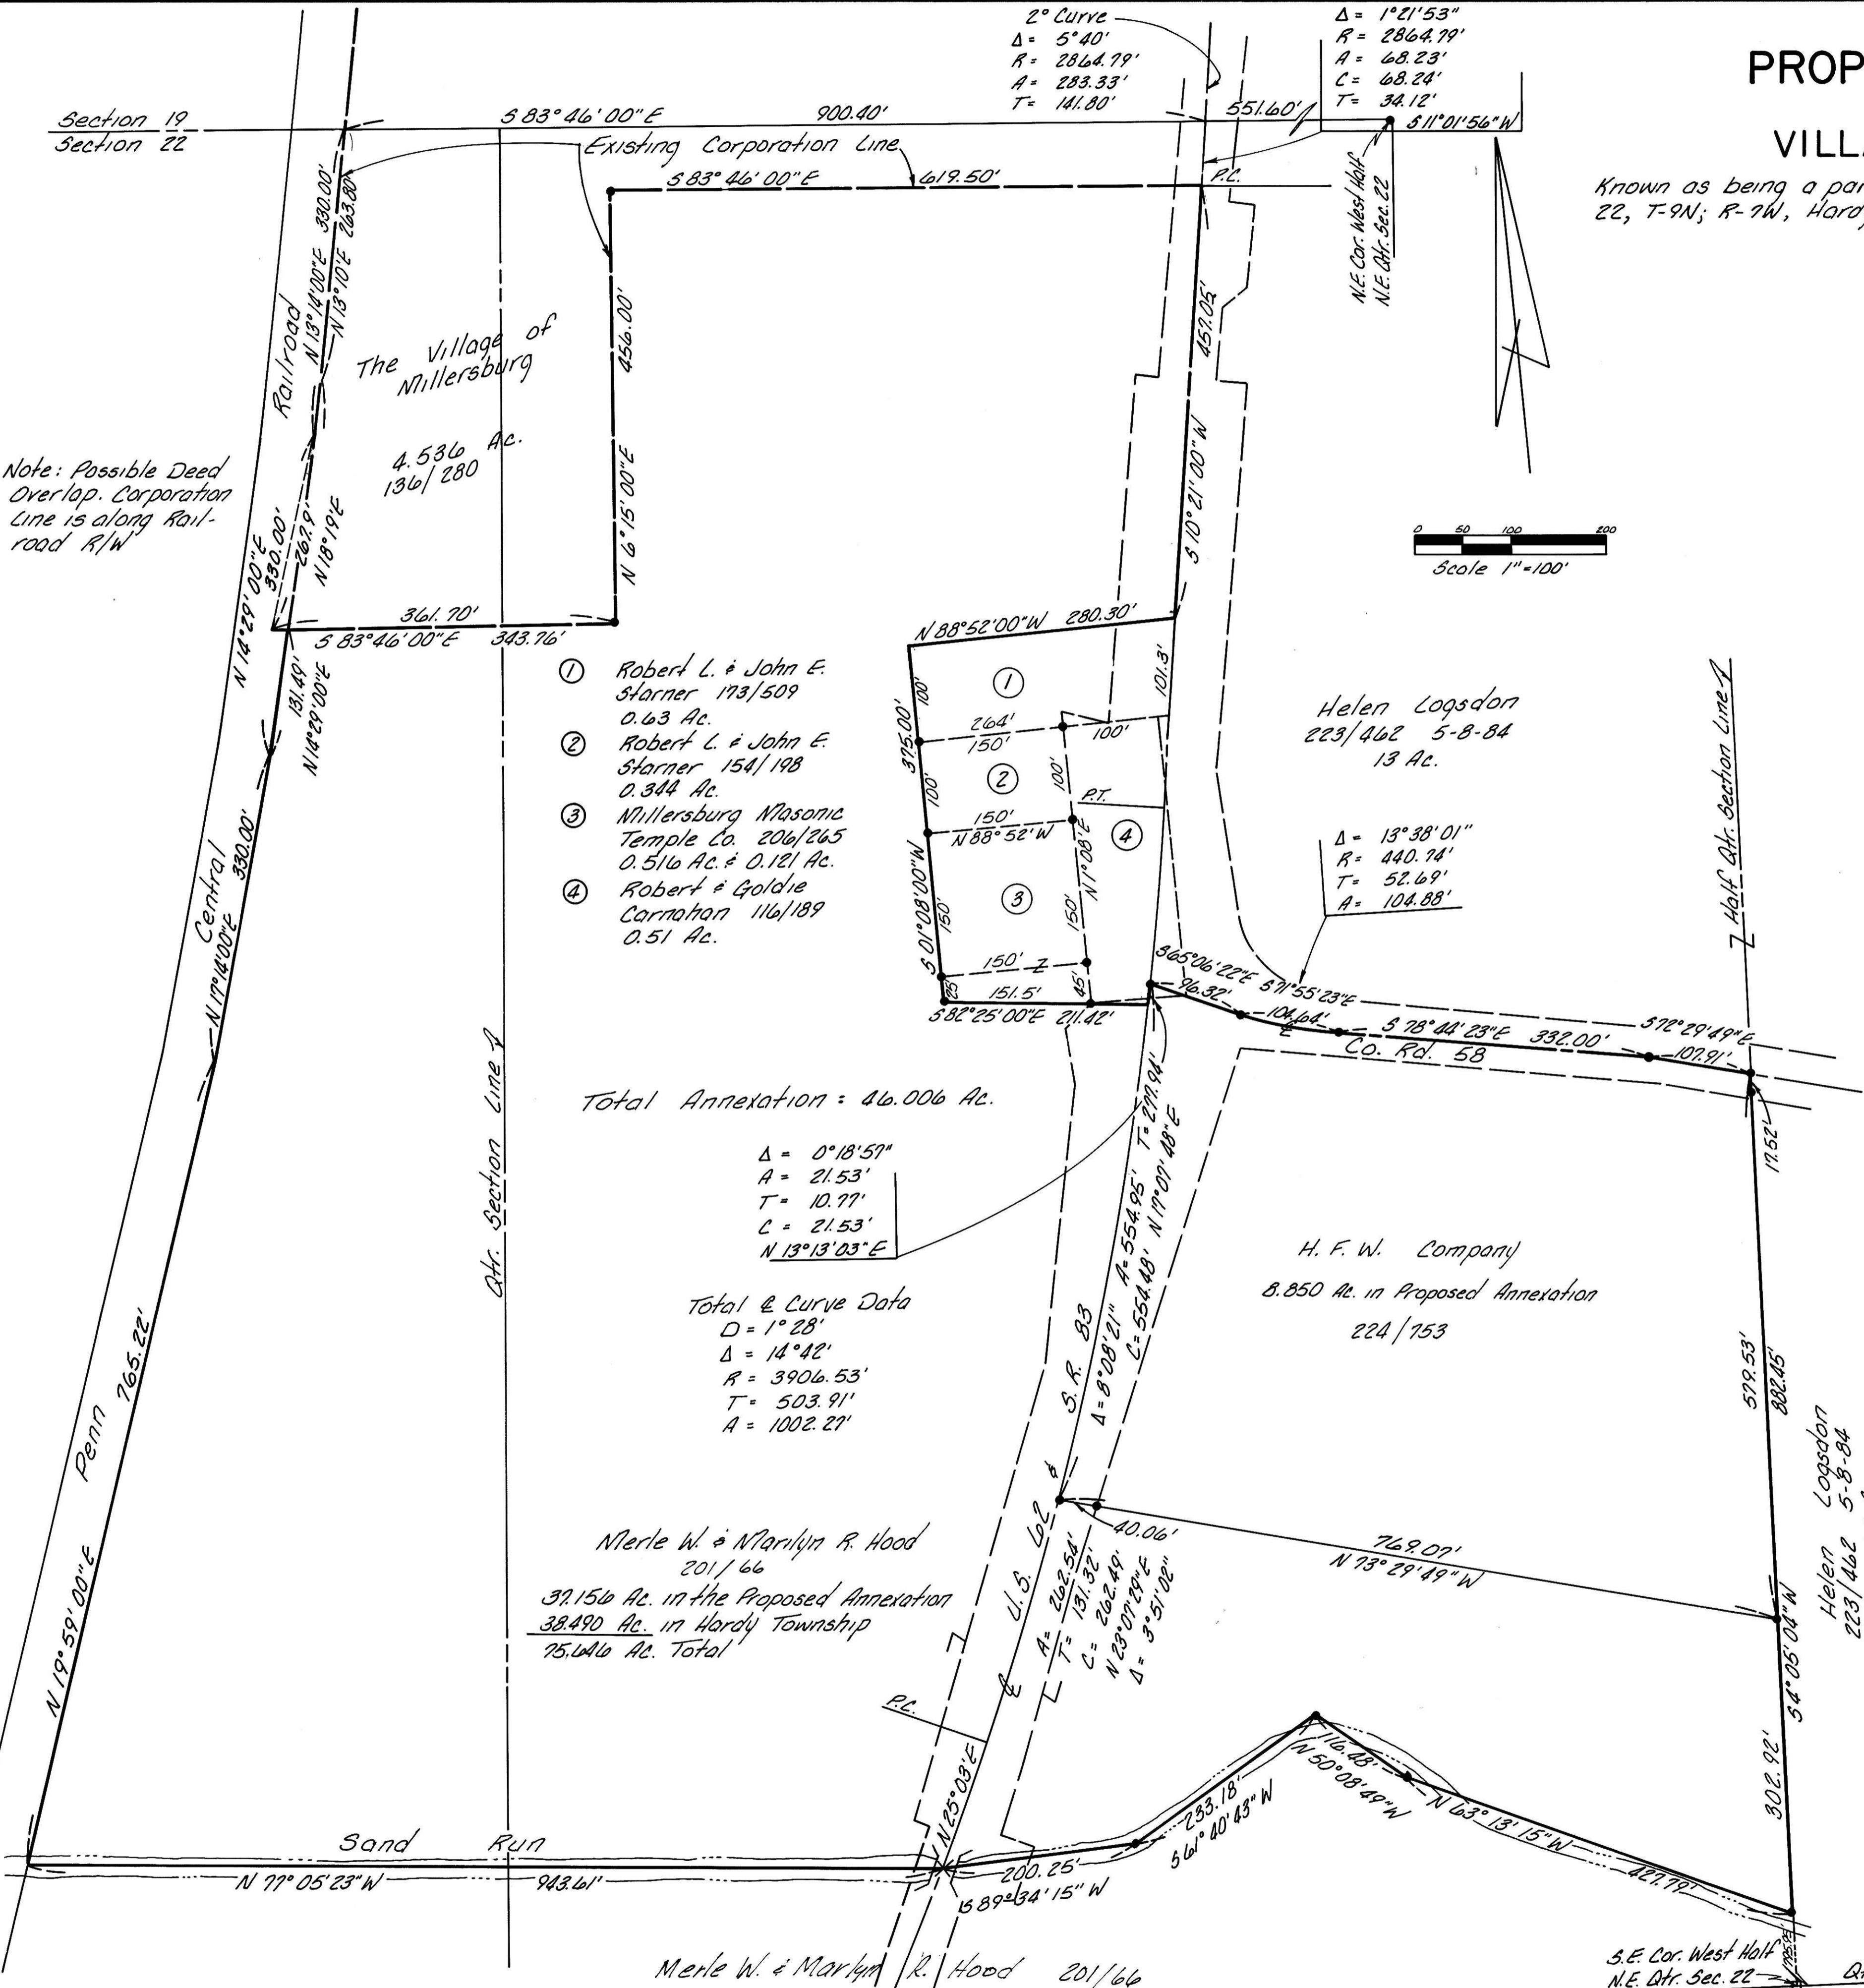 2° Curve
Δ = 5°40'
R = 2864.79'
A = 283.33'
T = 141.80'
Δ = 1°21'53"
R = 2864.79'
A = 68.23'
C = 68.24'
T = 34.12'
S 11°01'56" W
PROP
VILL
Known as being a par
22, T-9N; R-7W, Hard
Section 19
Section 22
S 83°46'00" E 900.40'
551.60'
Existing Corporation Line
S 83°46'00" E 619.50'
P.C.
N.E. Cor. West Half
N.E. Qtr. Sec. 22
N 13°14'00" E 330.00'
N 13°10' E 263.80'
Railroad
The Village of
Millersburg
4.536 Ac.
136/280
456.00'
N 6°15'00" E
457.05'
S 10°21'00" W
Note: Possible Deed
Overlap. Corporation
Line is along Rail-
road R/W
0 50 100 200
Scale 1"=100'
N 14°29'00" E
330.00'
267.9'
N 18°19' E
361.70'
S 83°46'00" E 343.76'
131.49'
N 14°29'00" E
N 88°52'00" W 280.30'
① Robert L. & John E.
Starner 173/509
0.63 Ac.
② Robert L. & John E.
Starner 154/198
0.344 Ac.
③ Millersburg Masonic
Temple Co. 206/265
0.516 Ac. & 0.121 Ac.
④ Robert & Goldie
Carnahan 116/189
0.51 Ac.
①
100'
101.3'
264'
150'
100'
375.00'
②
100'
100'
P.T.
150'
N 88°52' W
④
N 1°08' E
③
S 01°08'00" W
150'
150'
150'
25'
45'
151.5'
S 82°25'00" E 211.42'
Helen Logsdon
223/462 5-8-84
13 Ac.
Half Qtr. Section Line
Δ = 13°38'01"
R = 440.74'
T = 52.69'
A = 104.88'
S 65°06'22" E
96.32'
S 71°55'23" E
104.64'
S 78°44'23" E 332.00'
S 72°29'49" E
107.91'
Co. Rd. 58
17.52'
Central
N 17°14'00" E 330.00'
Qtr. Section Line
Total Annexation: 46.006 Ac.
Δ = 0°18'57"
A = 21.53'
T = 10.77'
C = 21.53'
N 13°13'03" E
Total ℄ Curve Data
D = 1°28'
Δ = 14°42'
R = 3906.53'
T = 503.91'
A = 1002.27'
Δ = 8°08'21" A = 554.95' T = 277.94'
C = 554.48' N 17°07'48" E
H. F. W. Company
8.850 Ac. in Proposed Annexation
224/753
579.53'
882.45'
Penn 765.22'
N 19°59'00" E
℄ U.S. 62 & S.R. 83
40.06'
769.07'
N 73°29'49" W
Helen Logsdon
223/462 5-8-84
Merle W. & Marilyn R. Hood
201/66
37.156 Ac. in the Proposed Annexation
38.490 Ac. in Hardy Township
75.646 Ac. Total
A = 262.54'
T = 131.32'
C = 262.49'
N 23°07'29" E
Δ = 3°51'02"
S 4°05'04" W
302.92'
P.C.
N 25°03' E
Sand Run
N 77°05'23" W 943.61'
200.25'
S 89°34'15" W
233.18'
S 61°40'43" W
116.48'
N 50°08'49" W
N 63°13'15" W
427.79'
Merle W. & Marlyn R. Hood 201/66
S.E. Cor. West Half
N.E. Qtr. Sec. 22